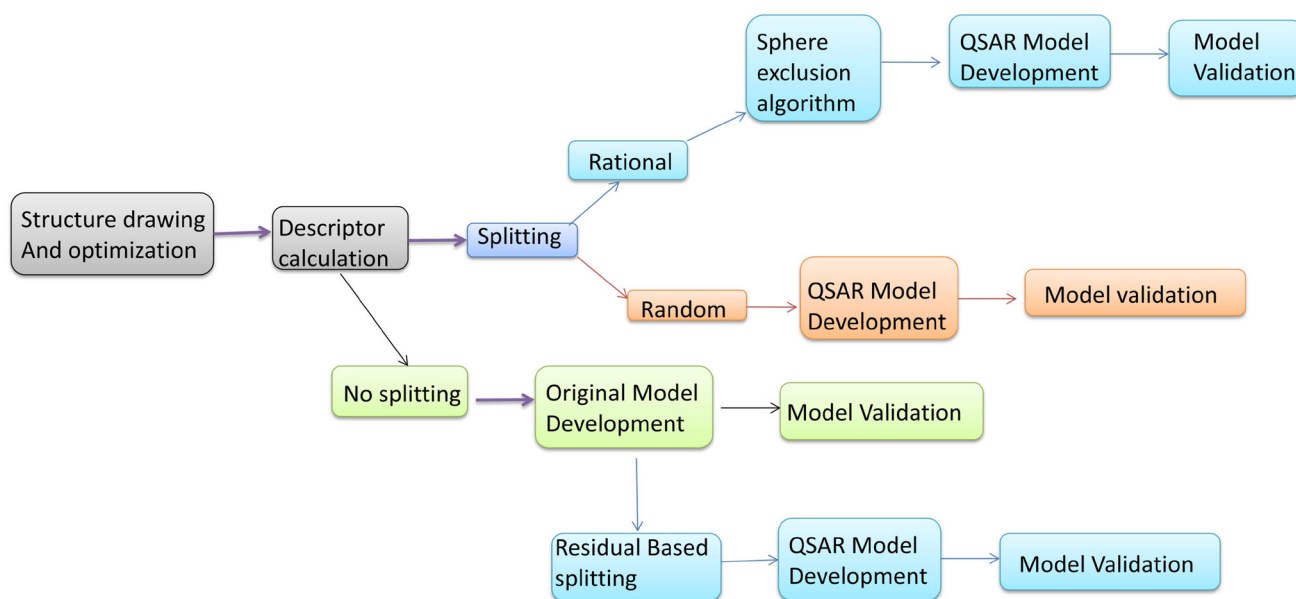 Sphere
exclusion
algorithm
QSAR Model
Development
Model
Validation
Rational
Structure drawing
And optimization
Descriptor
calculation
Splitting
Random
QSAR Model
Development
Model validation
No splitting
Original Model
Development
Model Validation
Residual Based
splitting
QSAR Model
Development
Model Validation